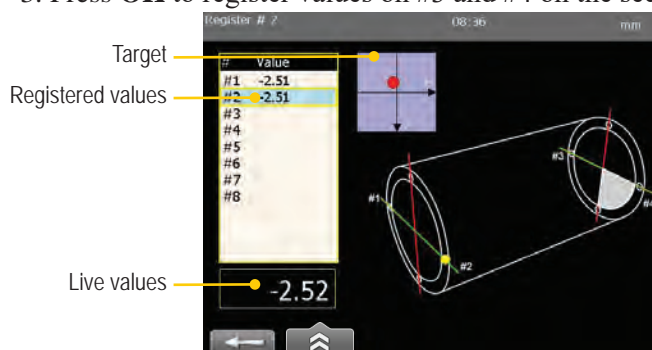 3. Press OK to register values on #3 and #4 on the sec
Register # 2 08:36 mm
Target
# Value
#1 -2.51
Registered values
#2 -2.51
#3
#4
#5
#6
#7
#8
#3
#4
#1
#2
Live values
-2.52